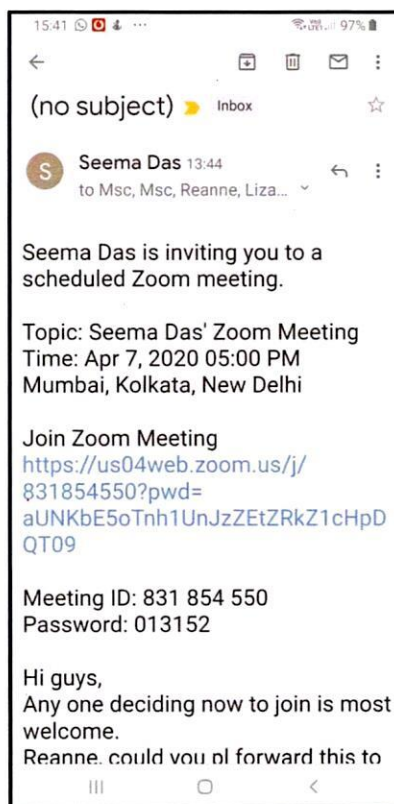 15:41 97%
(no subject) Inbox
S
Seema Das 13:44
to Msc, Msc, Reanne, Liza...
Seema Das is inviting you to a
scheduled Zoom meeting.
Topic: Seema Das' Zoom Meeting
Time: Apr 7, 2020 05:00 PM
Mumbai, Kolkata, New Delhi
Join Zoom Meeting
https://us04web.zoom.us/j/
831854550?pwd=
aUNKbE5oTnh1UnJzZEtZRkZ1cHpD
QT09
Meeting ID: 831 854 550
Password: 013152
Hi guys,
Any one deciding now to join is most
welcome.
Reanne, could you pl forward this to